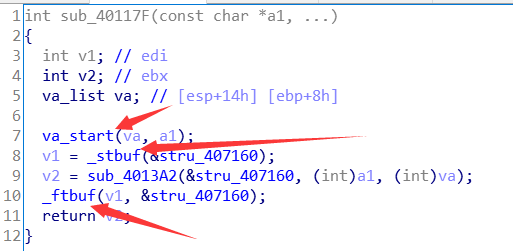 1 int sub_40117F(const char *a1, ...)
2 {
3 int v1; // edi
4 int v2; // ebx
5 va_list va; // [esp+14h] [ebp+8h]
6
7 va_start(va, a1);
8 v1 = _stbuf(&stru_407160);
9 v2 = sub_4013A2(&stru_407160, (int)a1, (int)va);
10 _ftbuf(v1, &stru_407160);
11 return v2;
12 }